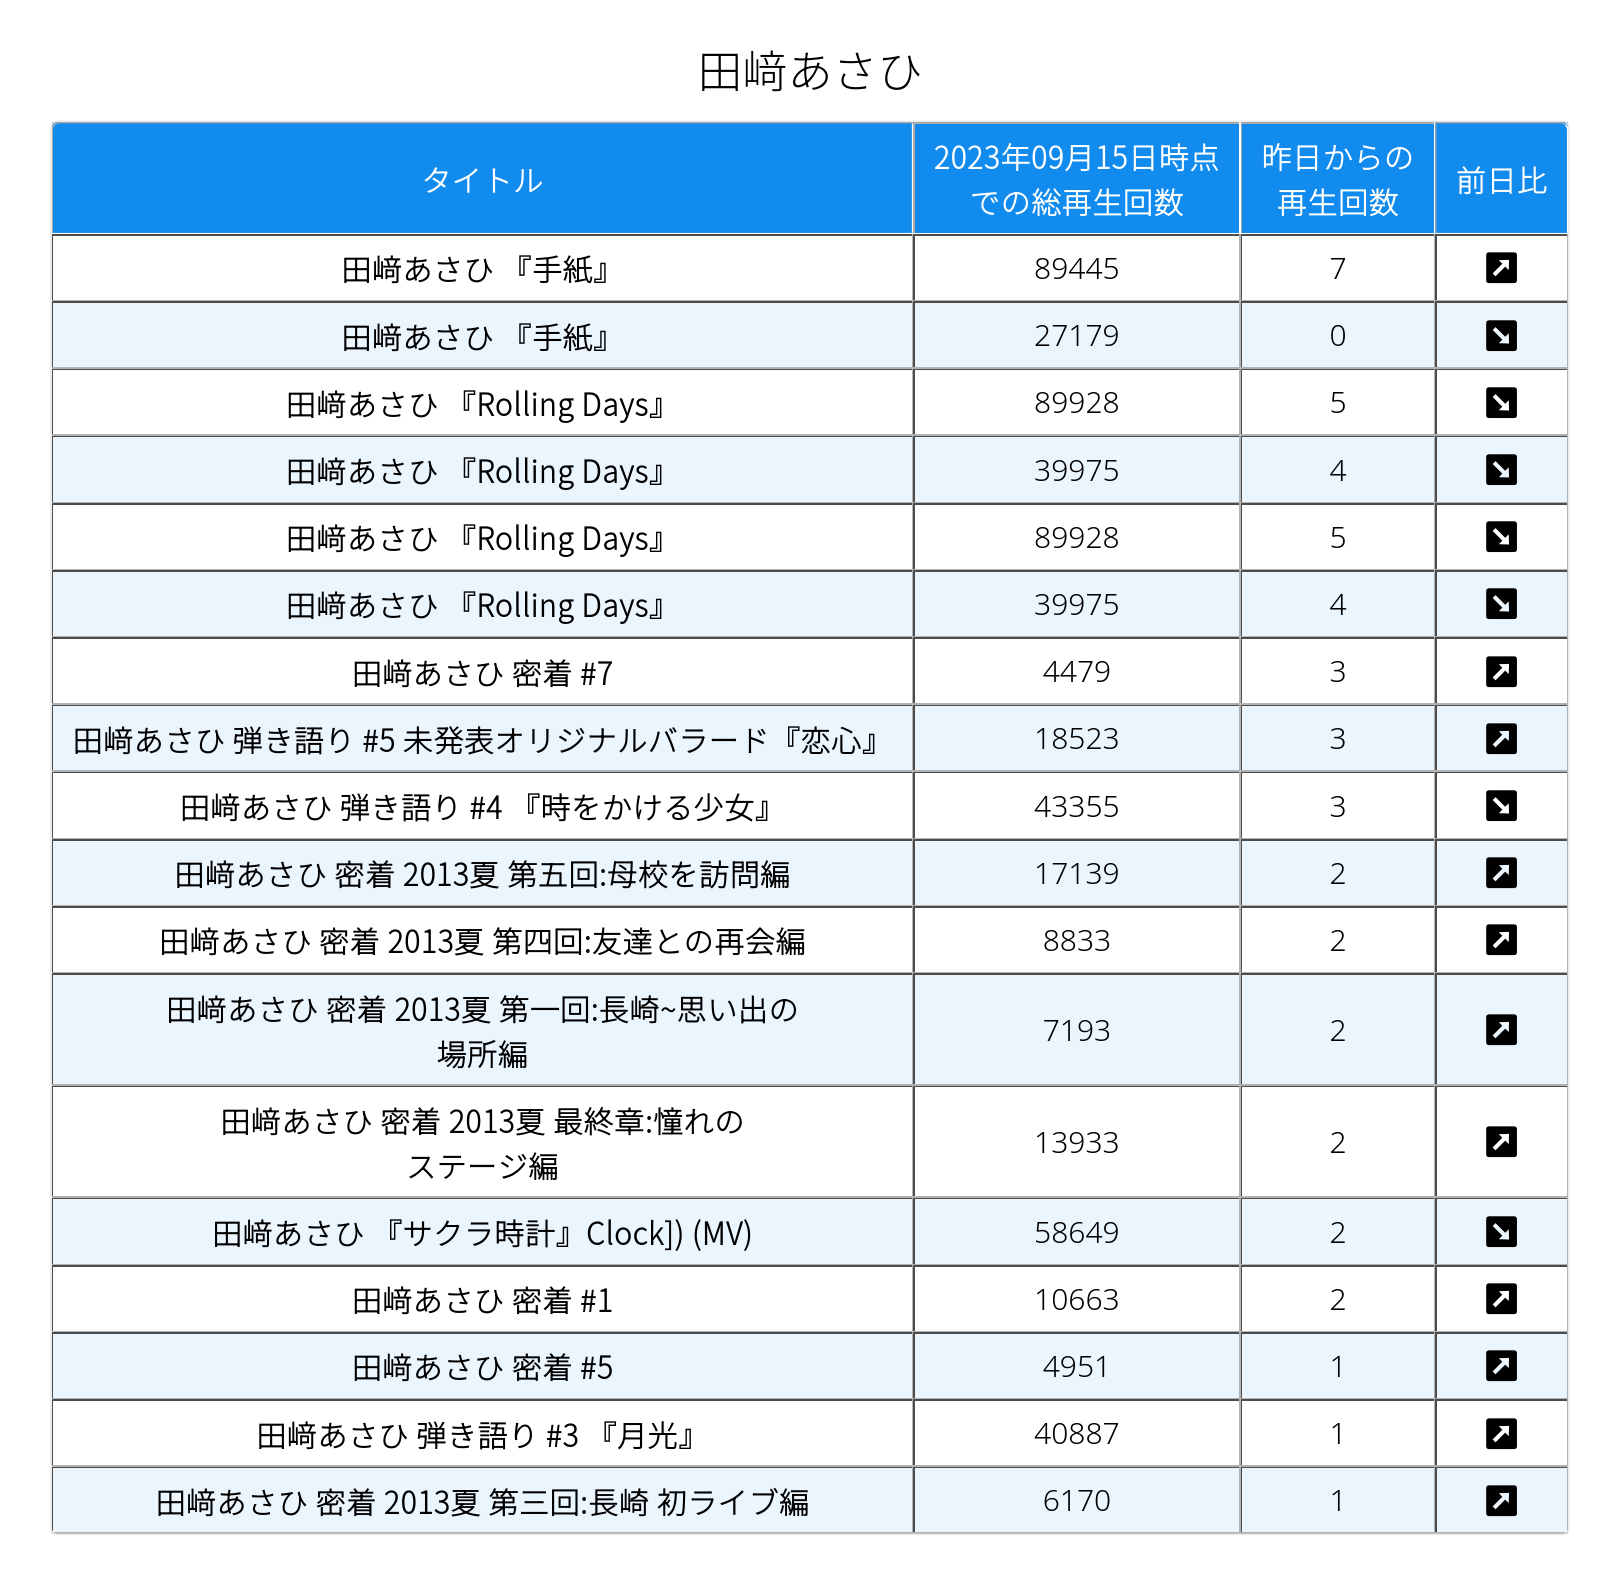 田﨑あさひ
タイトル
2023年09月15日時点
での総再生回数
昨日からの
再生回数
前日比
田﨑あさひ 『手紙』 89445 7
田﨑あさひ 『手紙』 27179 0
田﨑あさひ 『Rolling Days』 89928 5
田﨑あさひ 『Rolling Days』 39975 4
田﨑あさひ 『Rolling Days』 89928 5
田﨑あさひ 『Rolling Days』 39975 4
田﨑あさひ 密着 #7 4479 3
田﨑あさひ 弾き語り #5 未発表オリジナルバラード『恋心』 18523 3
田﨑あさひ 弾き語り #4 『時をかける少女』 43355 3
田﨑あさひ 密着 2013夏 第五回:母校を訪問編 17139 2
田﨑あさひ 密着 2013夏 第四回:友達との再会編 8833 2
田﨑あさひ 密着 2013夏 第一回:長崎~思い出の
場所編 7193 2
田﨑あさひ 密着 2013夏 最終章:憧れの
ステージ編 13933 2
田﨑あさひ 『サクラ時計』Clock]) (MV) 58649 2
田﨑あさひ 密着 #1 10663 2
田﨑あさひ 密着 #5 4951 1
田﨑あさひ 弾き語り #3 『月光』 40887 1
田﨑あさひ 密着 2013夏 第三回:長崎 初ライブ編 6170 1